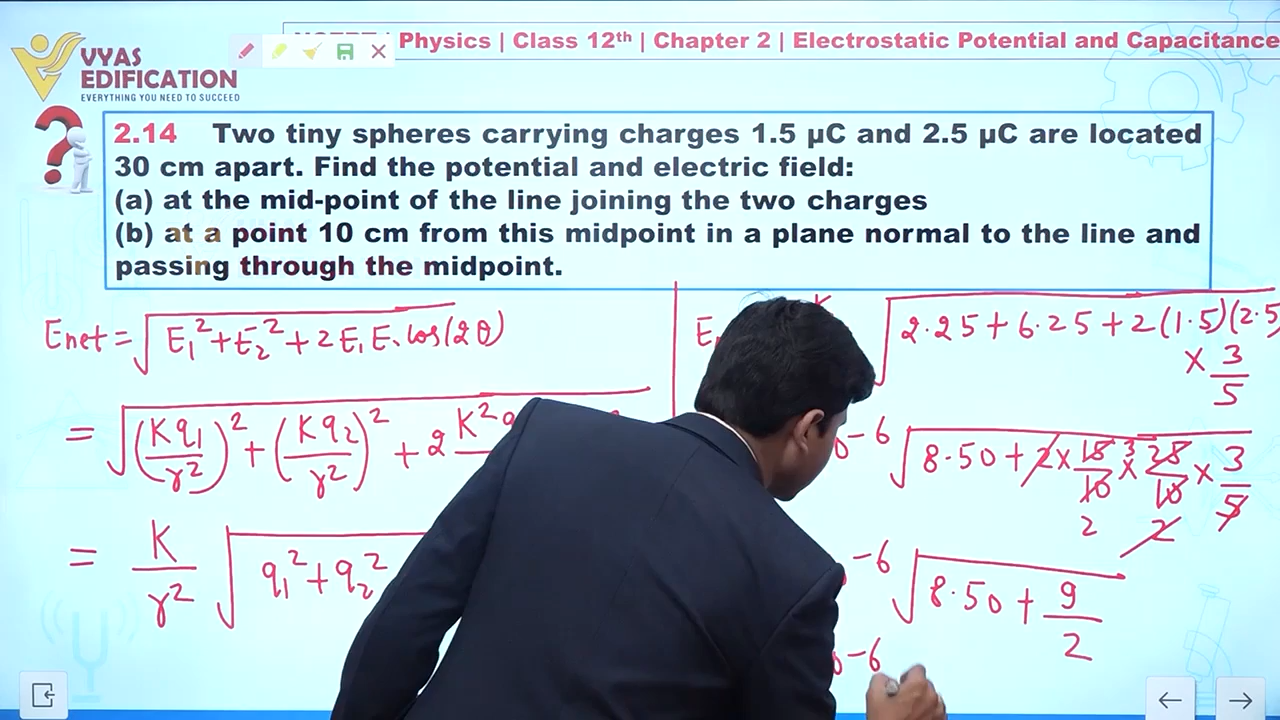 Physics | Class 12th | Chapter 2 | Electrostatic Potential and Capacitance
VYAS
EDIFICATION
EVERYTHING YOU NEED TO SUCCEED
2.14 Two tiny spheres carrying charges 1.5 μC and 2.5 μC are located
30 cm apart. Find the potential and electric field:
(a) at the mid-point of the line joining the two charges
(b) at a point 10 cm from this midpoint in a plane normal to the line and
passing through the midpoint.
Enet = √(E₁² + E₂² + 2E₁E₂ cos(2θ))
= √((Kq₁/r²)² + (Kq₂/r²)² + 2 K²
= K/r² √(q₁² + q₂²
√(2.25 + 6.25 + 2(1.5)(2.5
× 3/5
-6 √(8.50 + 2 × 15/10 × 25/10 × 3/5
-6 √(8.50 + 9/2)
-6